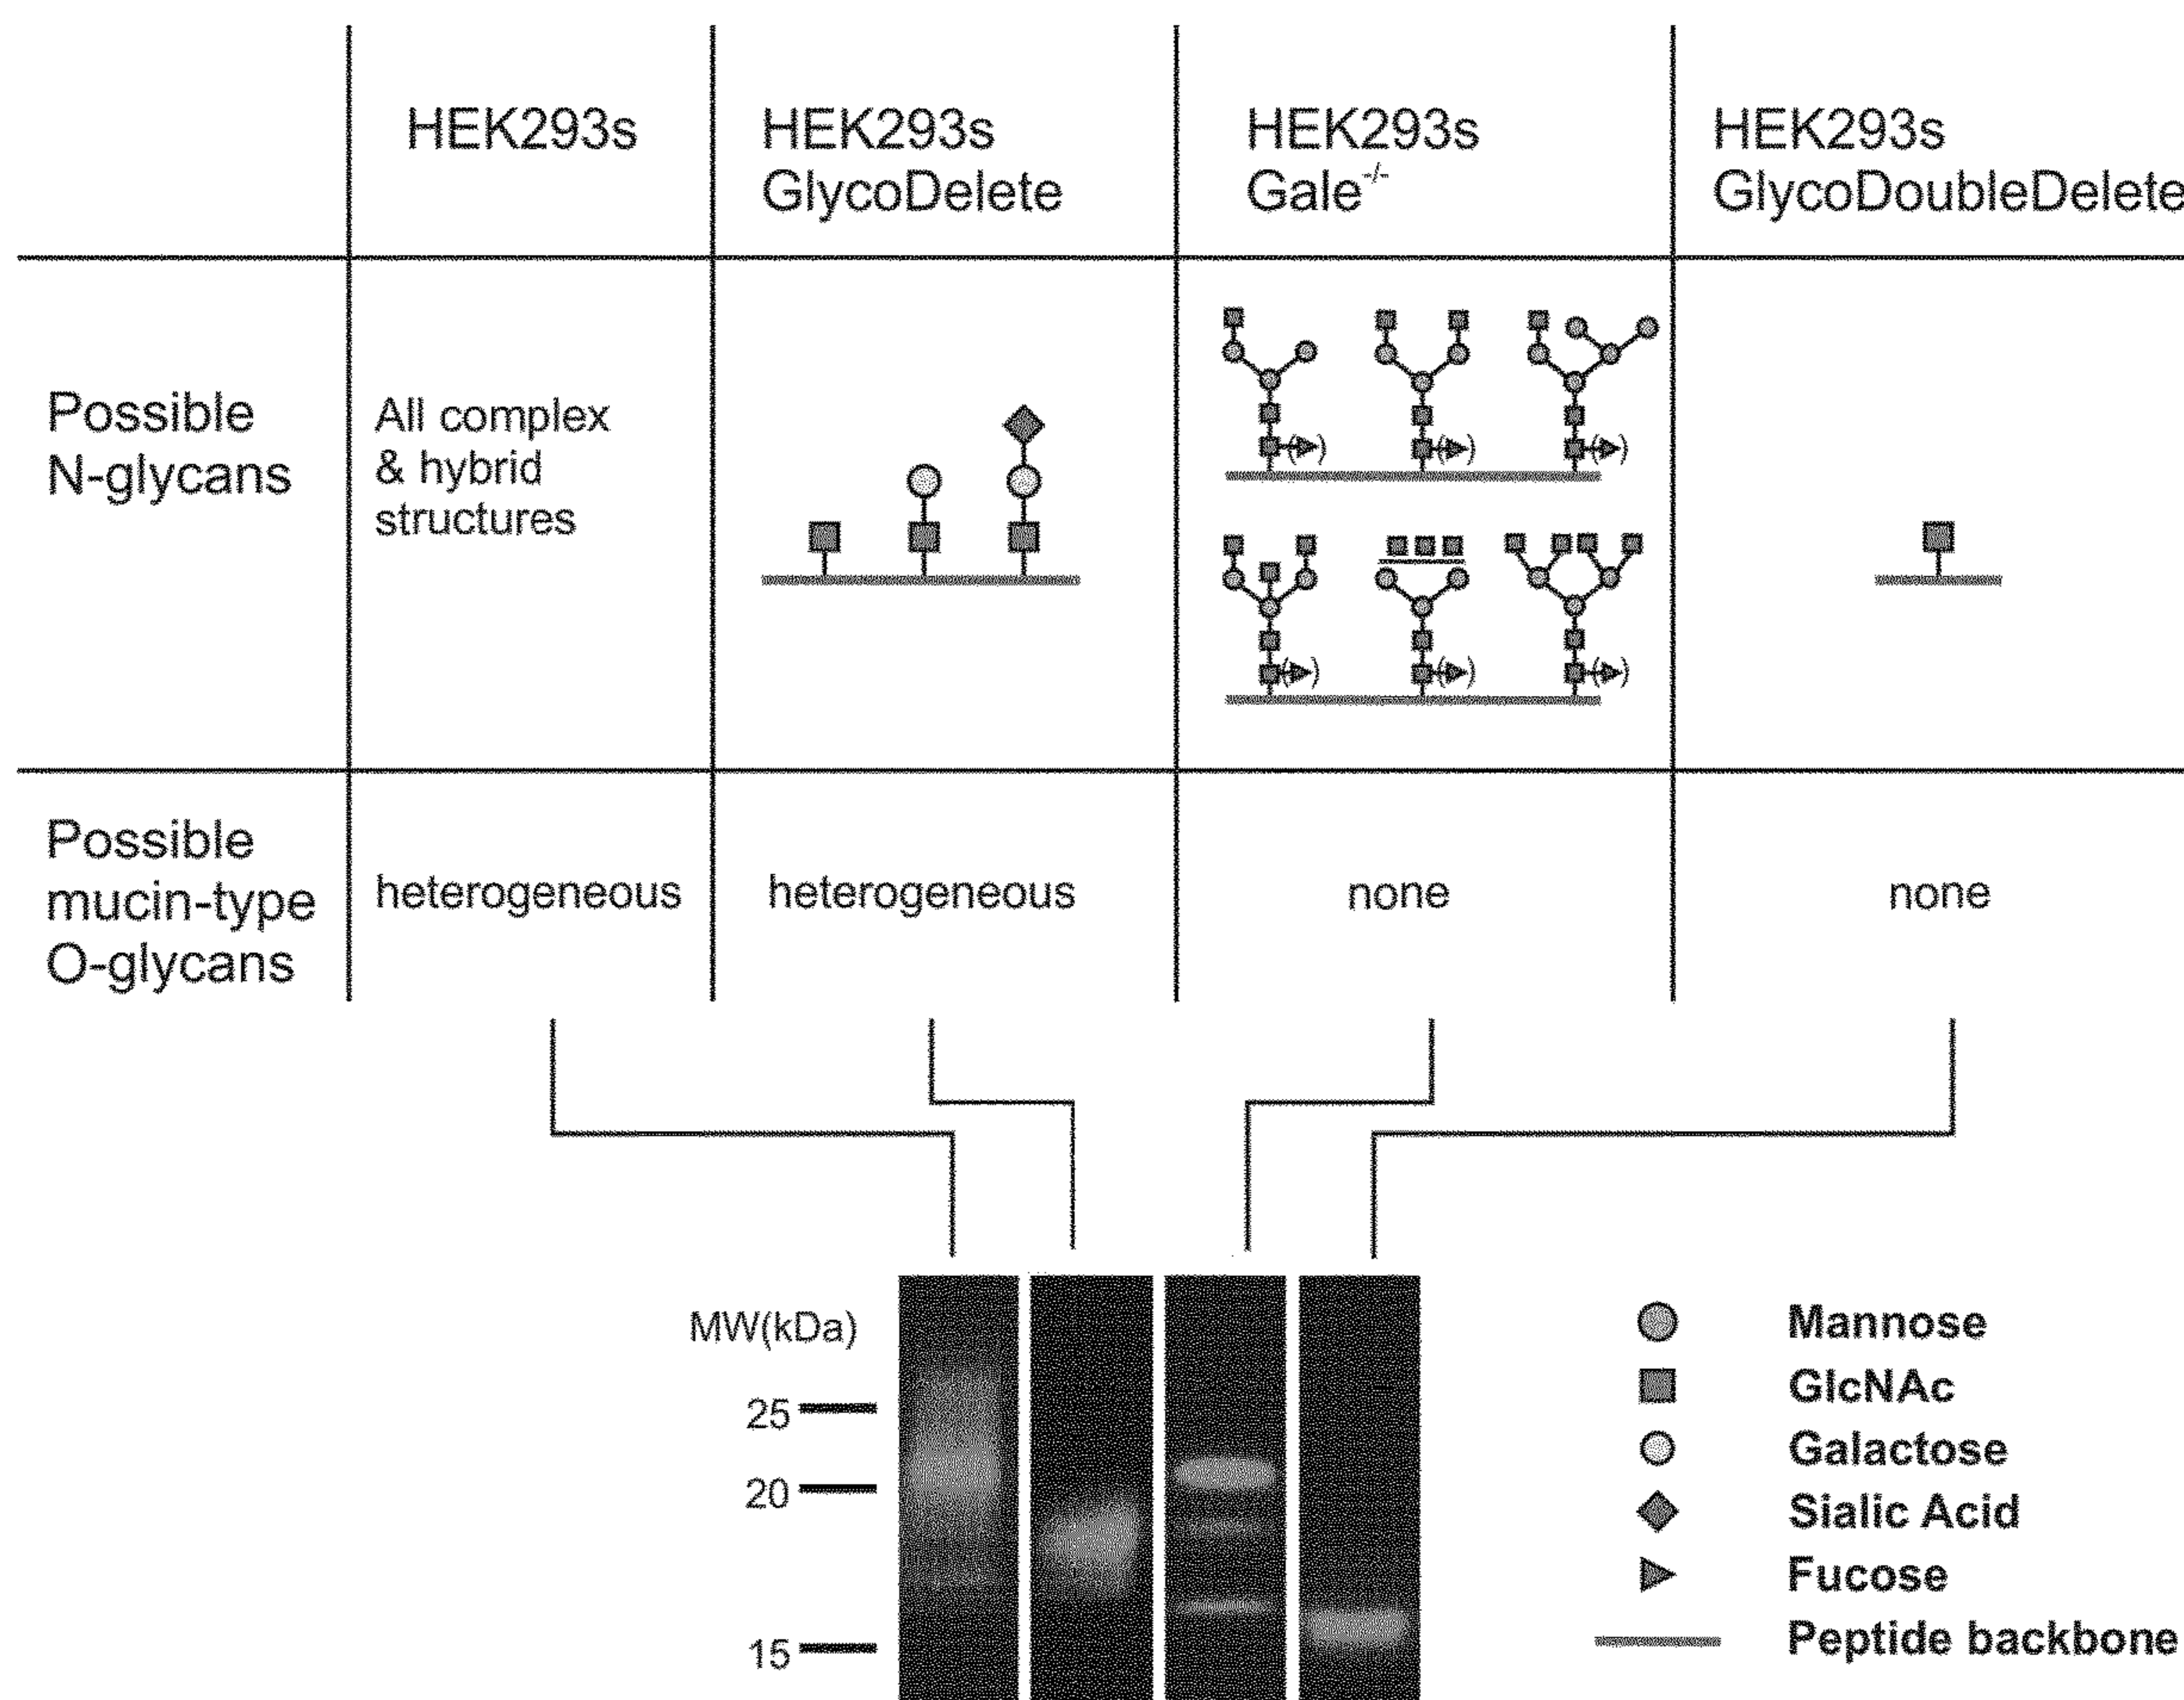 HEK293s
HEK293s
GlycoDelete
HEK293s
Gale-/-
HEK293s
GlycoDoubleDelete
Possible
N-glycans
All complex
& hybrid
structures
( )
( )
( )
( )
( )
( )
Possible
mucin-type
O-glycans
heterogeneous
heterogeneous
none
none
MW(kDa)
25
20
15
Mannose
GlcNAc
Galactose
Sialic Acid
Fucose
Peptide backbone